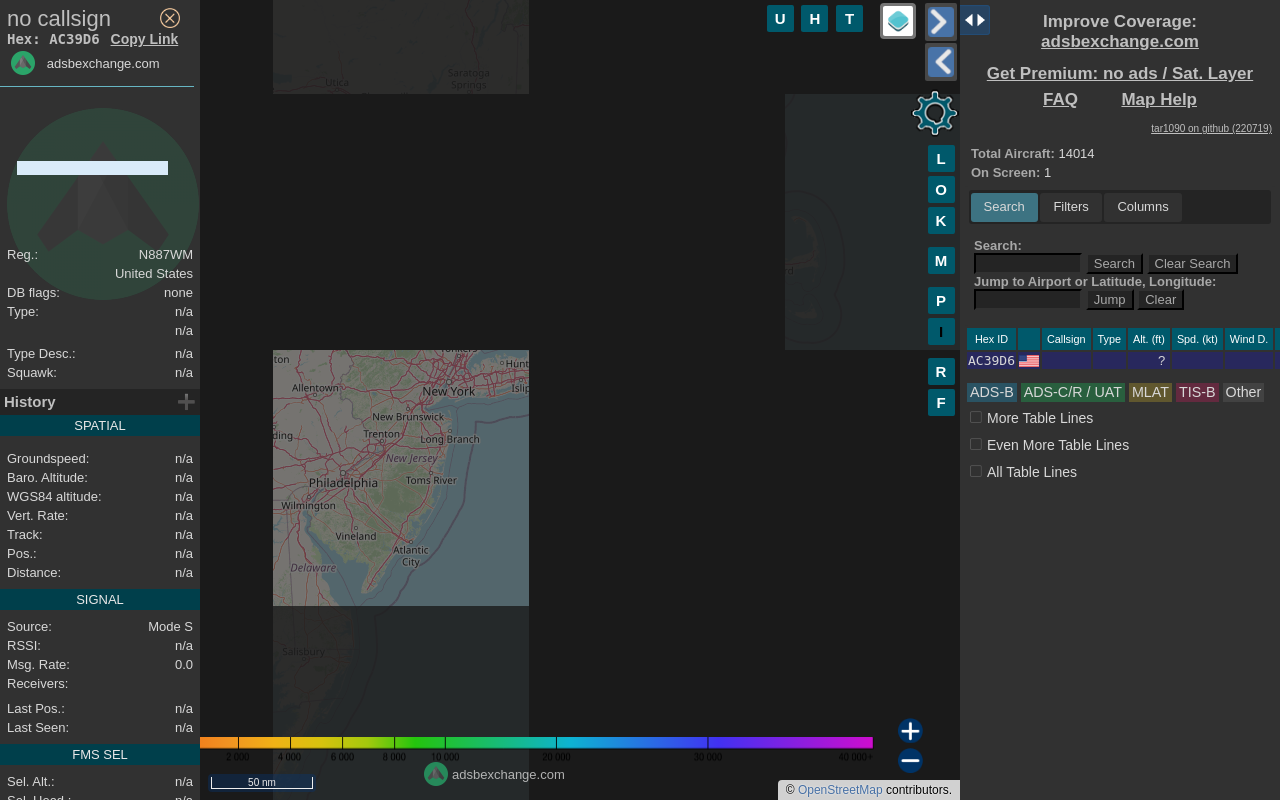 no callsign
Hex: AC39D6 Copy Link
adsbexchange.com
Reg.: N887WM
United States
DB flags: none
Type: n/a
n/a
Type Desc.: n/a
Squawk: n/a
History
SPATIAL
Groundspeed: n/a
Baro. Altitude: n/a
WGS84 altitude: n/a
Vert. Rate: n/a
Track: n/a
Pos.: n/a
Distance: n/a
SIGNAL
Source: Mode S
RSSI: n/a
Msg. Rate: 0.0
Receivers:
Last Pos.: n/a
Last Seen: n/a
FMS SEL
Sel. Alt.: n/a
Sel. Head.: n/a
Utica
Saratoga
Springs
Allentown
New York
New Brunswick
Trenton
Long Branch
New Jersey
Philadelphia
Toms River
Wilmington
Vineland
Atlantic
City
Delaware
Salisbury
U H T
L
O
K
M
P
I
R
F
2 000 4 000 6 000 8 000 10 000 20 000 30 000 40 000+
adsbexchange.com
50 nm
© OpenStreetMap contributors.
Improve Coverage:
adsbexchange.com
Get Premium: no ads / Sat. Layer
FAQ Map Help
tar1090 on github (220719)
Total Aircraft: 14014
On Screen: 1
Search Filters Columns
Search:
Search Clear Search
Jump to Airport or Latitude, Longitude:
Jump Clear
Hex ID Callsign Type Alt. (ft) Spd. (kt) Wind D.
AC39D6 ?
ADS-B ADS-C/R / UAT MLAT TIS-B Other
More Table Lines
Even More Table Lines
All Table Lines